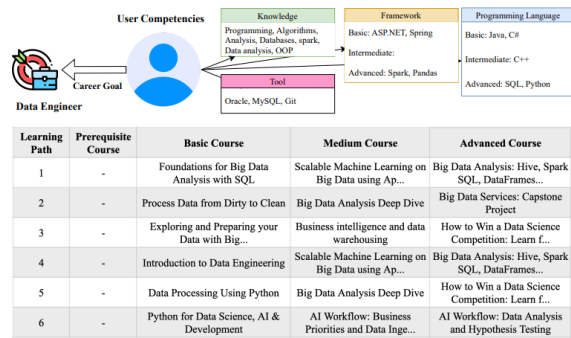 User Competencies
Knowledge
Programming, Algorithms,
Analysis, Databases, spark,
Data analysis, OOP
Framework
Basic: ASP.NET, Spring
Intermediate:
Advanced: Spark, Pandas
Programming Language
Basic: Java, C#
Intermediate: C++
Advanced: SQL, Python
Tool
Oracle, MySQL, Git
Career Goal
Data Engineer
Learning Path Prerequisite Course Basic Course Medium Course Advanced Course
1 - Foundations for Big Data Analysis with SQL Scalable Machine Learning on Big Data using Ap... Big Data Analysis: Hive, Spark SQL, DataFrames...
2 - Process Data from Dirty to Clean Big Data Analysis Deep Dive Big Data Services: Capstone Project
3 - Exploring and Preparing your Data with Big... Business intelligence and data warehousing How to Win a Data Science Competition: Learn f...
4 - Introduction to Data Engineering Scalable Machine Learning on Big Data using Ap... Big Data Analysis: Hive, Spark SQL, DataFrames...
5 - Data Processing Using Python Big Data Analysis Deep Dive How to Win a Data Science Competition: Learn f...
6 - Python for Data Science, AI & Development AI Workflow: Business Priorities and Data Inge... AI Workflow: Data Analysis and Hypothesis Testing